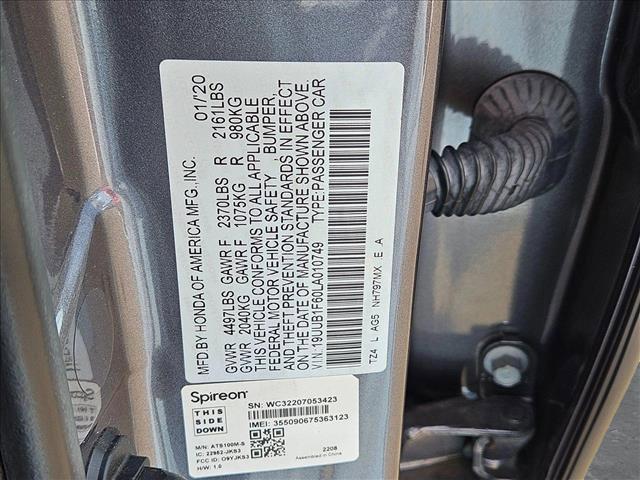 MFD.BY HONDA OF AMERICA MFG., INC. 01/20
GVWR 4497LBS GAWR F 2370LBS R 2161LBS
GVWR 2040KG GAWR F 1075KG R 980KG
THIS VEHICLE CONFORMS TO ALL APPLICABLE
FEDERAL MOTOR VEHICLE SAFETY , BUMPER,
AND THEFT PREVENTION STANDARDS IN EFFECT
ON THE DATE OF MANUFACTURE SHOWN ABOVE.
V.I.N. 19UUB1F60LA010749 TYPE:PASSENGER CAR
TZ4 L AG5 NH797MX E A
Spireon
THIS
SIDE
DOWN
SN: WC32207053423
IMEI: 355090675363123
M/N: ATS100M-S
IC: 22952-JKS3
FCC ID: O9YJKS3
H/W: 1.0
2208
Assembled in China